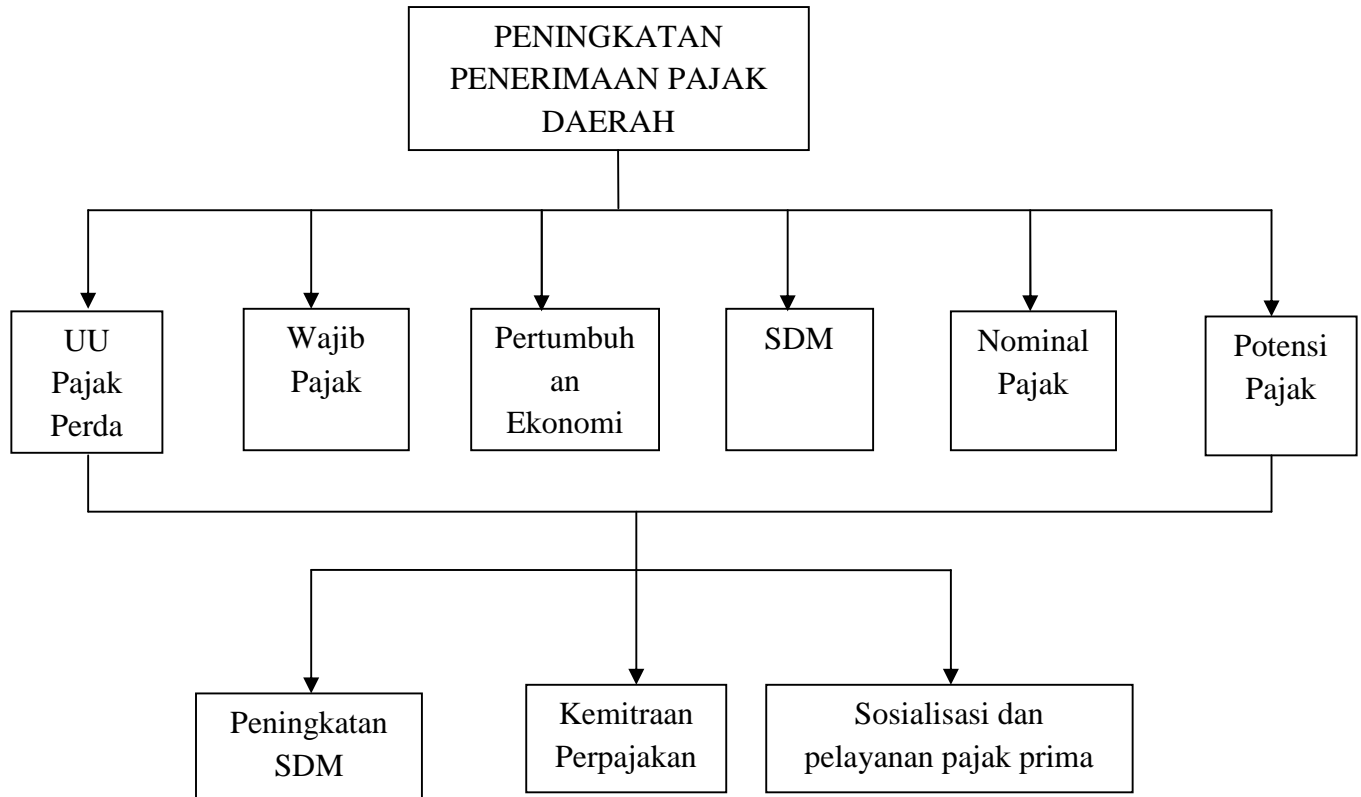 PENINGKATAN
PENERIMAAN PAJAK
DAERAH
UU
Pajak
Perda
Wajib
Pajak
Pertumbuh
an
Ekonomi
SDM
Nominal
Pajak
Potensi
Pajak
Peningkatan
SDM
Kemitraan
Perpajakan
Sosialisasi dan
pelayanan pajak prima